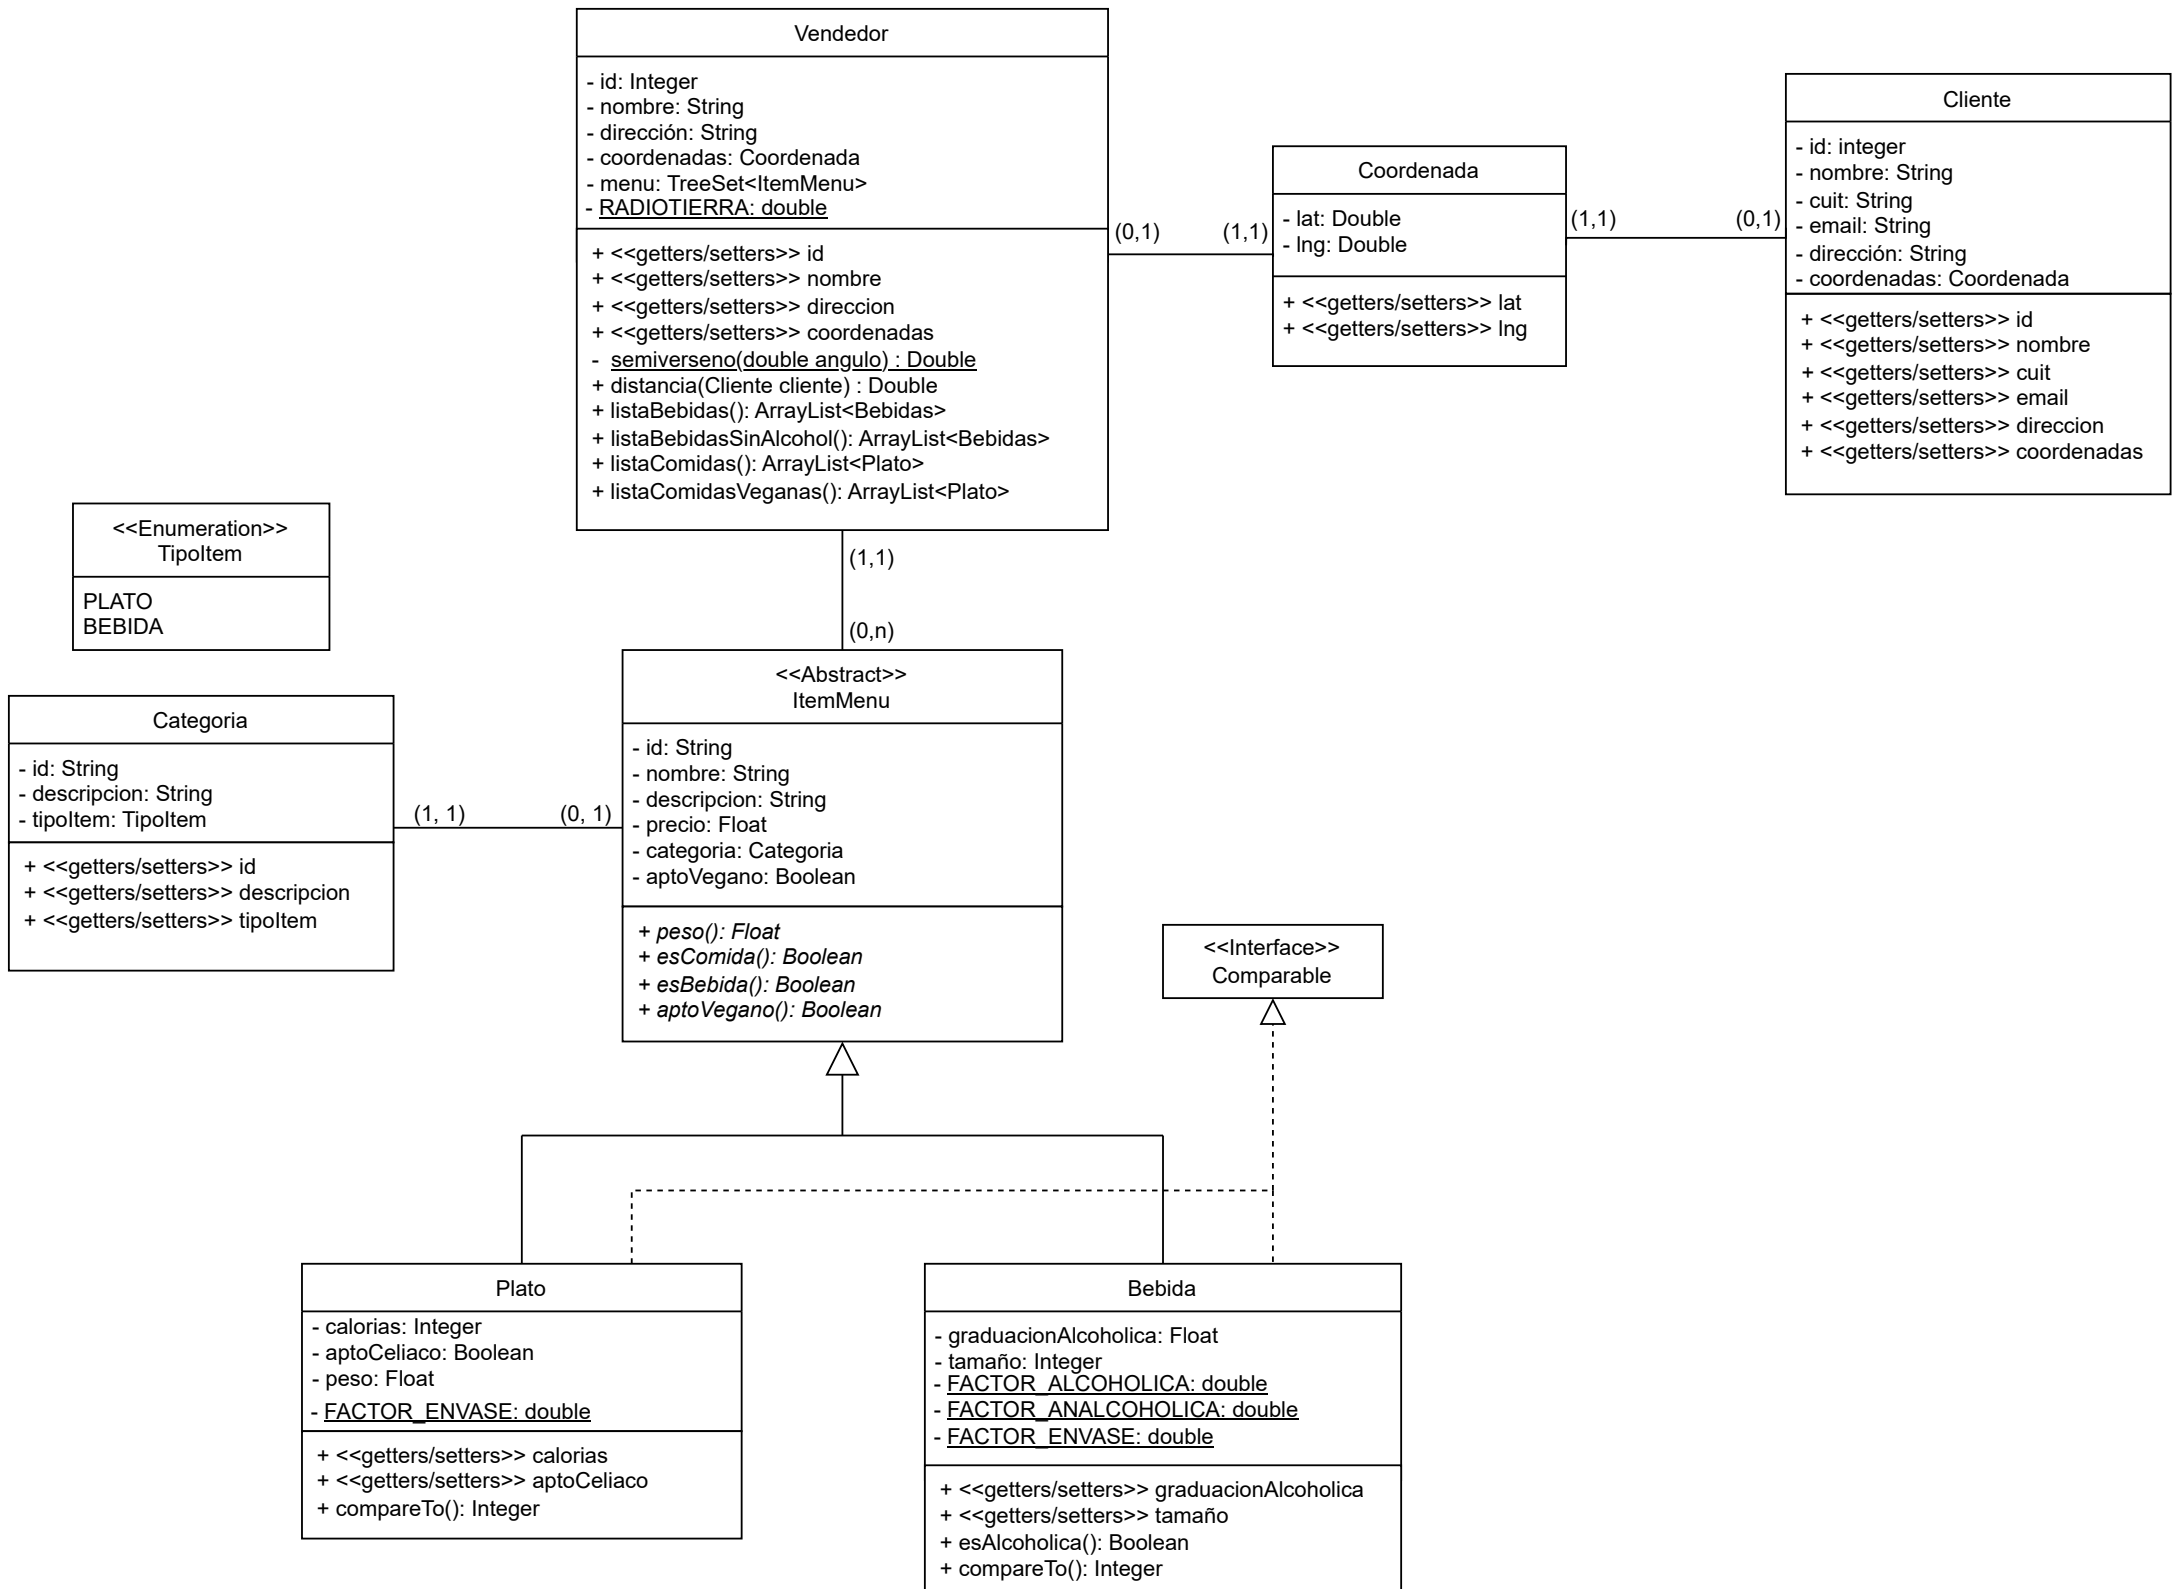 Vendedor
- id: Integer
- nombre: String
- dirección: String
- coordenadas: Coordenada
- menu: TreeSet<ItemMenu>
- RADIOTIERRA: double
+ <<getters/setters>> id
+ <<getters/setters>> nombre
+ <<getters/setters>> direccion
+ <<getters/setters>> coordenadas
- semiverseno(double angulo) : Double
+ distancia(Cliente cliente) : Double
+ listaBebidas(): ArrayList<Bebidas>
+ listaBebidasSinAlcohol(): ArrayList<Bebidas>
+ listaComidas(): ArrayList<Plato>
+ listaComidasVeganas(): ArrayList<Plato>
(0,1)
(1,1)
Coordenada
- lat: Double
- lng: Double
+ <<getters/setters>> lat
+ <<getters/setters>> lng
(1,1)
(0,1)
Cliente
- id: integer
- nombre: String
- cuit: String
- email: String
- dirección: String
- coordenadas: Coordenada
+ <<getters/setters>> id
+ <<getters/setters>> nombre
+ <<getters/setters>> cuit
+ <<getters/setters>> email
+ <<getters/setters>> direccion
+ <<getters/setters>> coordenadas
<<Enumeration>>
TipoItem
PLATO
BEBIDA
(1,1)
(0,n)
Categoria
- id: String
- descripcion: String
- tipoItem: TipoItem
+ <<getters/setters>> id
+ <<getters/setters>> descripcion
+ <<getters/setters>> tipoItem
(1, 1)
(0, 1)
<<Abstract>>
ItemMenu
- id: String
- nombre: String
- descripcion: String
- precio: Float
- categoria: Categoria
- aptoVegano: Boolean
+ peso(): Float
+ esComida(): Boolean
+ esBebida(): Boolean
+ aptoVegano(): Boolean
<<Interface>>
Comparable
Plato
- calorias: Integer
- aptoCeliaco: Boolean
- peso: Float
- FACTOR_ENVASE: double
+ <<getters/setters>> calorias
+ <<getters/setters>> aptoCeliaco
+ compareTo(): Integer
Bebida
- graduacionAlcoholica: Float
- tamaño: Integer
- FACTOR_ALCOHOLICA: double
- FACTOR_ANALCOHOLICA: double
- FACTOR_ENVASE: double
+ <<getters/setters>> graduacionAlcoholica
+ <<getters/setters>> tamaño
+ esAlcoholica(): Boolean
+ compareTo(): Integer